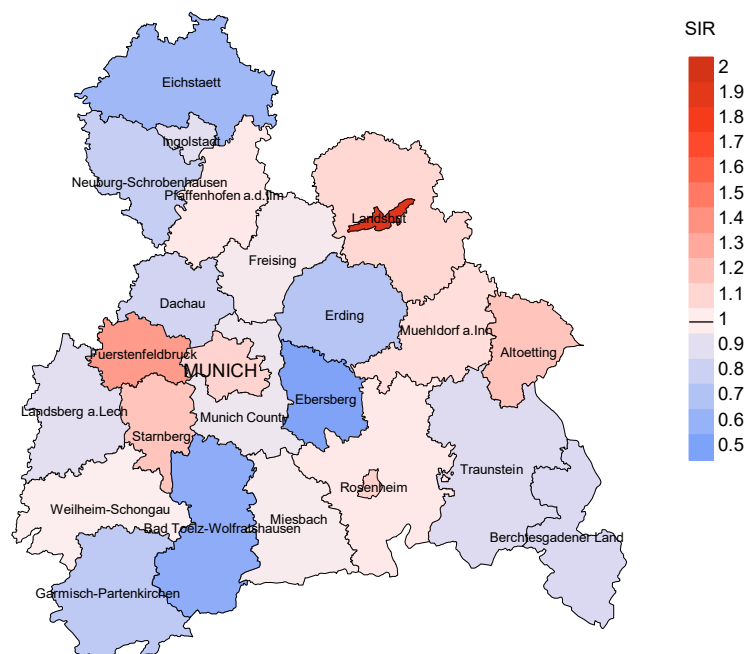 SIR
2
1.9
1.8
1.7
1.6
1.5
1.4
1.3
1.2
1.1
1
0.9
0.8
0.7
0.6
0.5
Eichstaett
Ingolstadt
Neuburg-Schrobenhausen
Pfaffenhofen a.d.Ilm
Landshut
Freising
Dachau
Erding
Muehldorf a.Inn
Altoetting
Fuerstenfeldbruck
MUNICH
Ebersberg
Landsberg a.Lech
Munich County
Starnberg
Traunstein
Rosenheim
Weilheim-Schongau
Miesbach
Bad Toelz-Wolfratshausen
Berchtesgadener Land
Garmisch-Partenkirchen